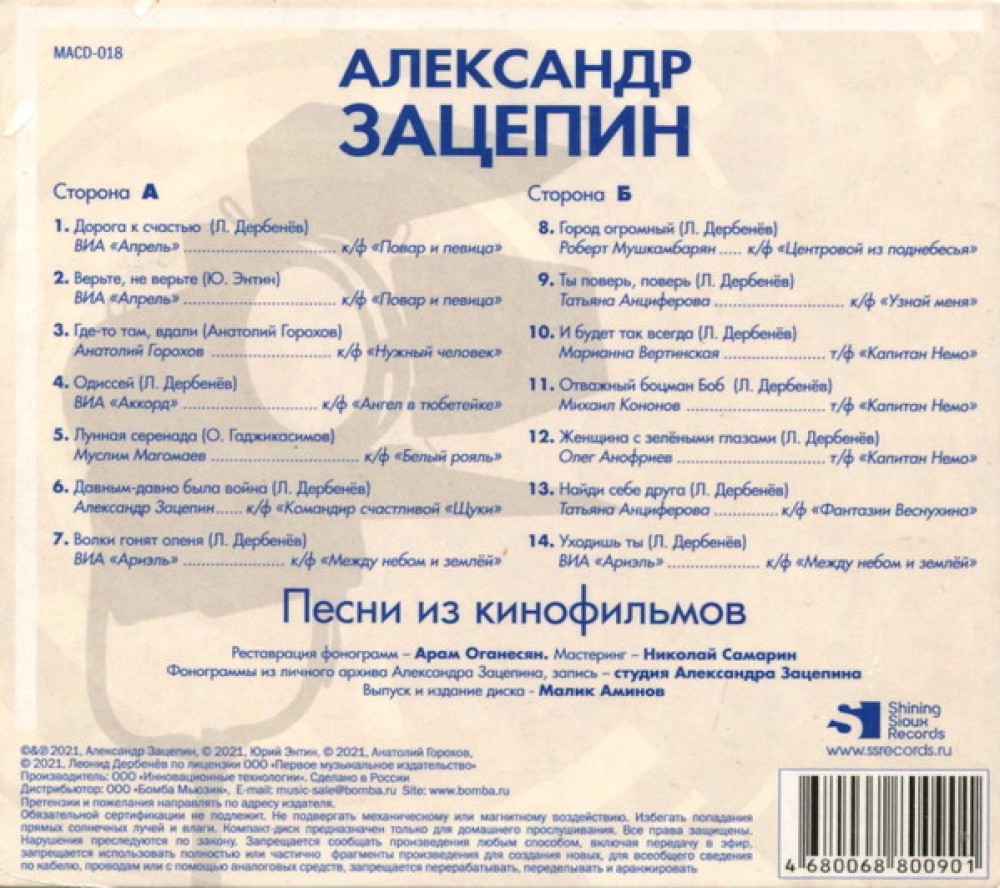 MACD-018
АЛЕКСАНДР
ЗАЦЕПИН
Сторона А
1. Дорога к счастью (Л. Дербенёв)
ВИА «Апрель» ........................ к/ф «Повар и певица»
2. Верьте, не верьте (Ю. Энтин)
ВИА «Апрель» ........................ к/ф «Повар и певица»
3. Где-то там, вдали (Анатолий Горохов)
Анатолий Горохов .................... к/ф «Нужный человек»
4. Одиссей (Л. Дербенёв)
ВИА «Аккорд» .................... к/ф «Ангел в тюбетейке»
5. Лунная серенада (О. Гаджикасимов)
Муслим Магомаев ......................... к/ф «Белый рояль»
6. Давным-давно была война (Л. Дербенёв)
Александр Зацепин...... к/ф «Командир счастливой «Щуки»
7. Волки гонят оленя (Л. Дербенёв)
ВИА «Ариэль» .................... к/ф «Между небом и землёй»
Сторона Б
8. Город огромный (Л. Дербенёв)
Роберт Мушкамбарян ..... к/ф «Центровой из поднебесья»
9. Ты поверь, поверь (Л. Дербенёв)
Татьяна Анциферова ...................... к/ф «Узнай меня»
10. И будет так всегда (Л. Дербенёв)
Марианна Вертинская ................. т/ф «Капитан Немо»
11. Отважный боцман Боб (Л. Дербенёв)
Михаил Кононов ....................... т/ф «Капитан Немо»
12. Женщина с зелёными глазами (Л. Дербенёв)
Олег Анофриев ......................... т/ф «Капитан Немо»
13. Найди себе друга (Л. Дербенёв)
Татьяна Анциферова ............ к/ф «Фантазии Веснухина»
14. Уходишь ты (Л. Дербенёв)
ВИА «Ариэль» ................. к/ф «Между небом и землёй»
Песни из кинофильмов
Реставрация фонограмм – Арам Оганесян. Мастеринг – Николай Самарин
Фонограммы из личного архива Александра Зацепина, запись – студия Александра Зацепина
Выпуск и издание диска - Малик Аминов
Shining
Sioux
Records
www.ssrecords.ru
©&℗ 2021, Александр Зацепин, © 2021, Юрий Энтин, © 2021, Анатолий Горохов,
© 2021, Леонид Дербенёв по лицензии ООО «Первое музыкальное издательство»
Производитель: ООО «Инновационные технологии». Сделано в России
Дистрибьютор: ООО «Бомба Мьюзик», E-mail: music-sale@bomba.ru Site: www.bomba.ru
Претензии и пожелания направлять по адресу издателя.
Обязательной сертификации не подлежит. Не подвергать механическому или магнитному воздействию. Избегать попадания
прямых солнечных лучей и влаги. Компакт-диск предназначен только для домашнего прослушивания. Все права защищены.
Нарушения преследуются по закону. Запрещается сообщать произведения любым способом, включая передачу в эфир,
запрещается использовать полностью или частично фрагменты произведения для создания новых, для всеобщего сведения
по кабелю, проводам или с помощью аналоговых средств, запрещается перерабатывать, переделывать и аранжировать
4 680068 800901